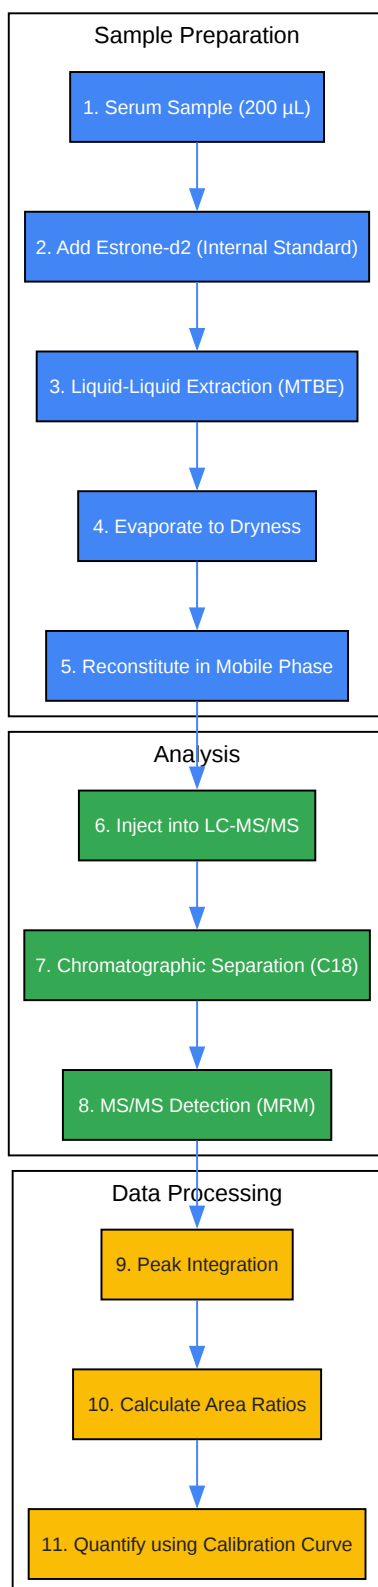 Sample Preparation
1. Serum Sample (200 µL)
2. Add Estrone-d2 (Internal Standard)
3. Liquid-Liquid Extraction (MTBE)
4. Evaporate to Dryness
5. Reconstitute in Mobile Phase
Analysis
6. Inject into LC-MS/MS
7. Chromatographic Separation (C18)
8. MS/MS Detection (MRM)
Data Processing
9. Peak Integration
10. Calculate Area Ratios
11. Quantify using Calibration Curve